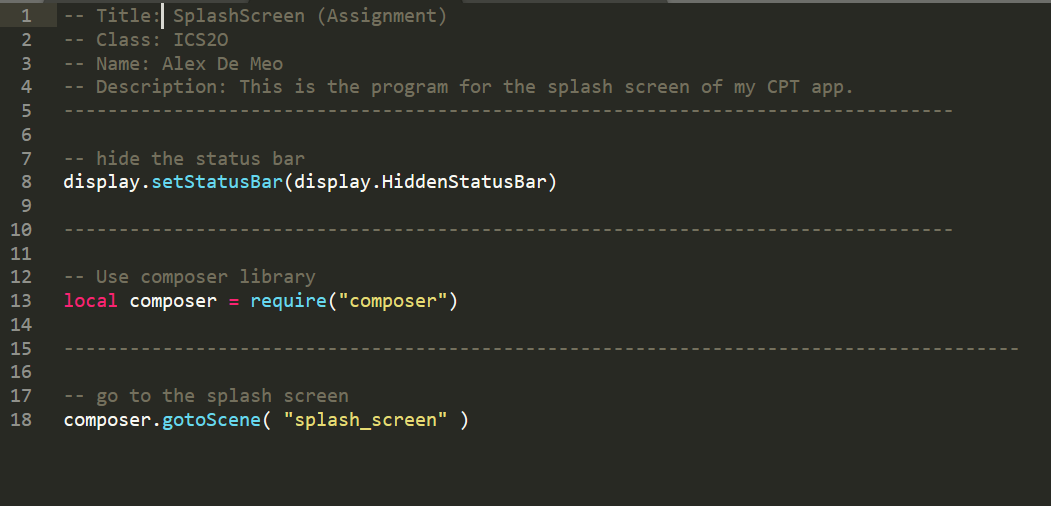 1 -- Title: SplashScreen (Assignment)
2 -- Class: ICS2O
3 -- Name: Alex De Meo
4 -- Description: This is the program for the splash screen of my CPT app.
5 ---------------------------------------------------------------------------------
6
7 -- hide the status bar
8 display.setStatusBar(display.HiddenStatusBar)
9
10 ---------------------------------------------------------------------------------
11
12 -- Use composer library
13 local composer = require("composer")
14
15 ---------------------------------------------------------------------------------------
16
17 -- go to the splash screen
18 composer.gotoScene( "splash_screen" )